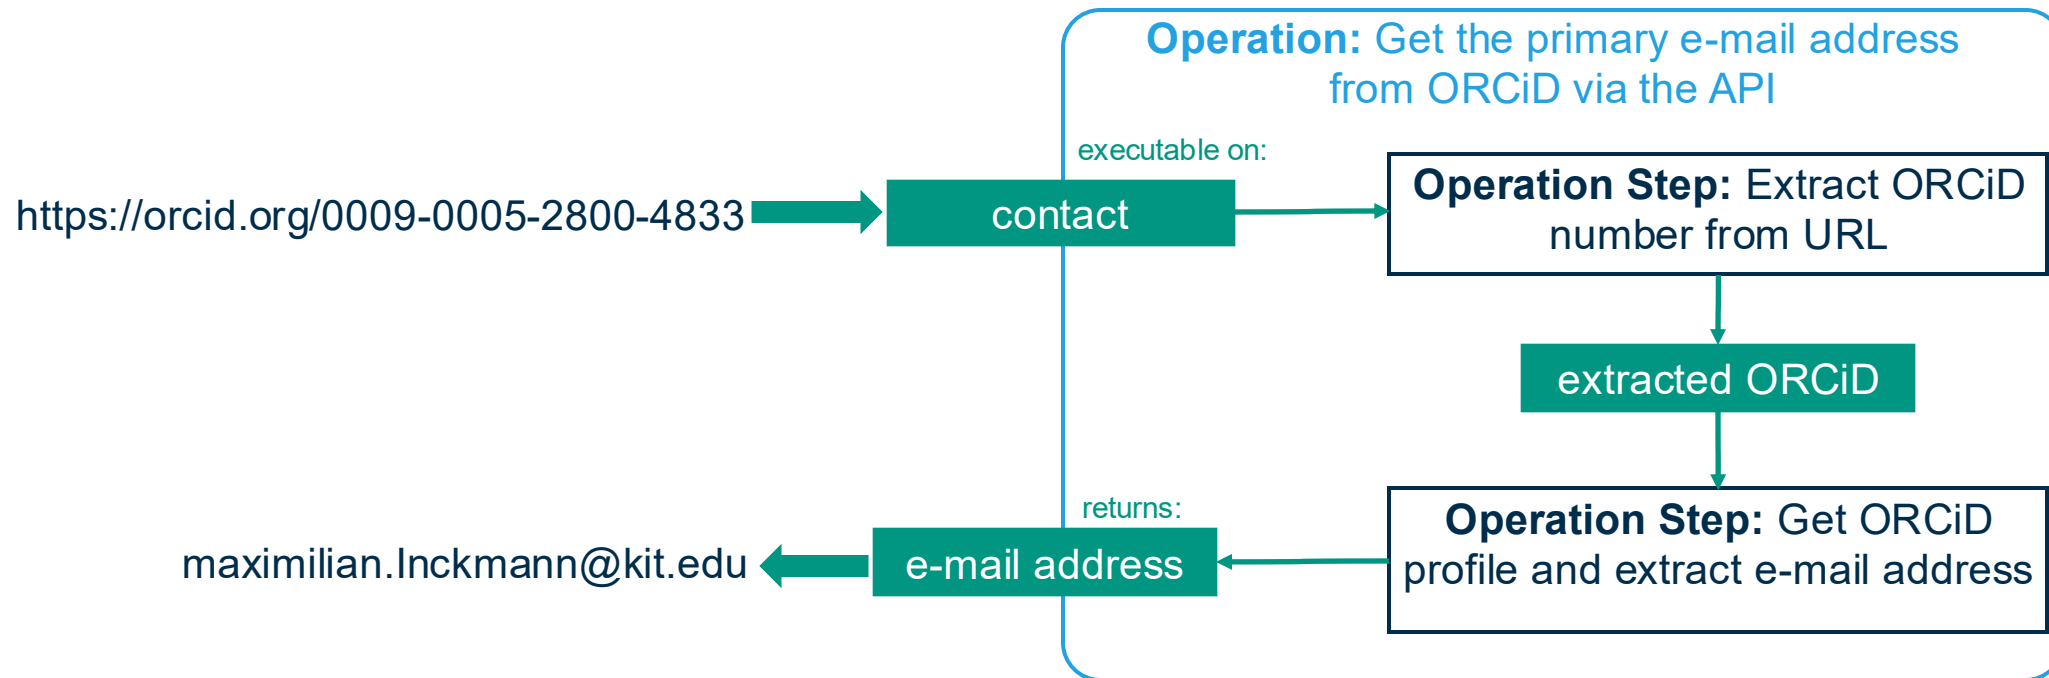 Operation: Get the primary e-mail address
from ORCiD via the API
executable on:
https://orcid.org/0009-0005-2800-4833
contact
Operation Step: Extract ORCiD
number from URL
extracted ORCiD
returns:
maximilian.Inckmann@kit.edu
e-mail address
Operation Step: Get ORCiD
profile and extract e-mail address